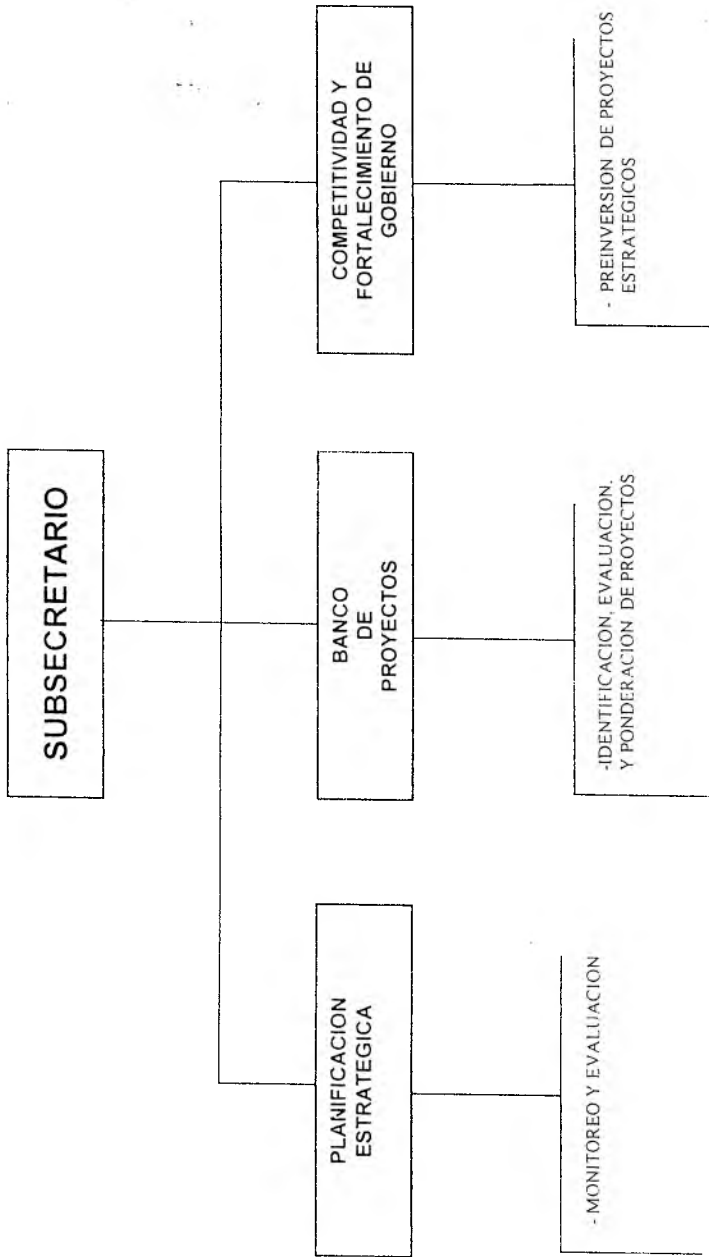 SUBSECRETARIO
PLANIFICACION
ESTRATEGICA
- MONITOREO Y EVALUACION
BANCO
DE
PROYECTOS
-IDENTIFICACION, EVALUACION.
Y PONDERACION DE PROYECTOS
COMPETITIVIDAD Y
FORTALECIMIENTO DE
GOBIERNO
- PREINVERSION DE PROYECTOS
ESTRATEGICOS